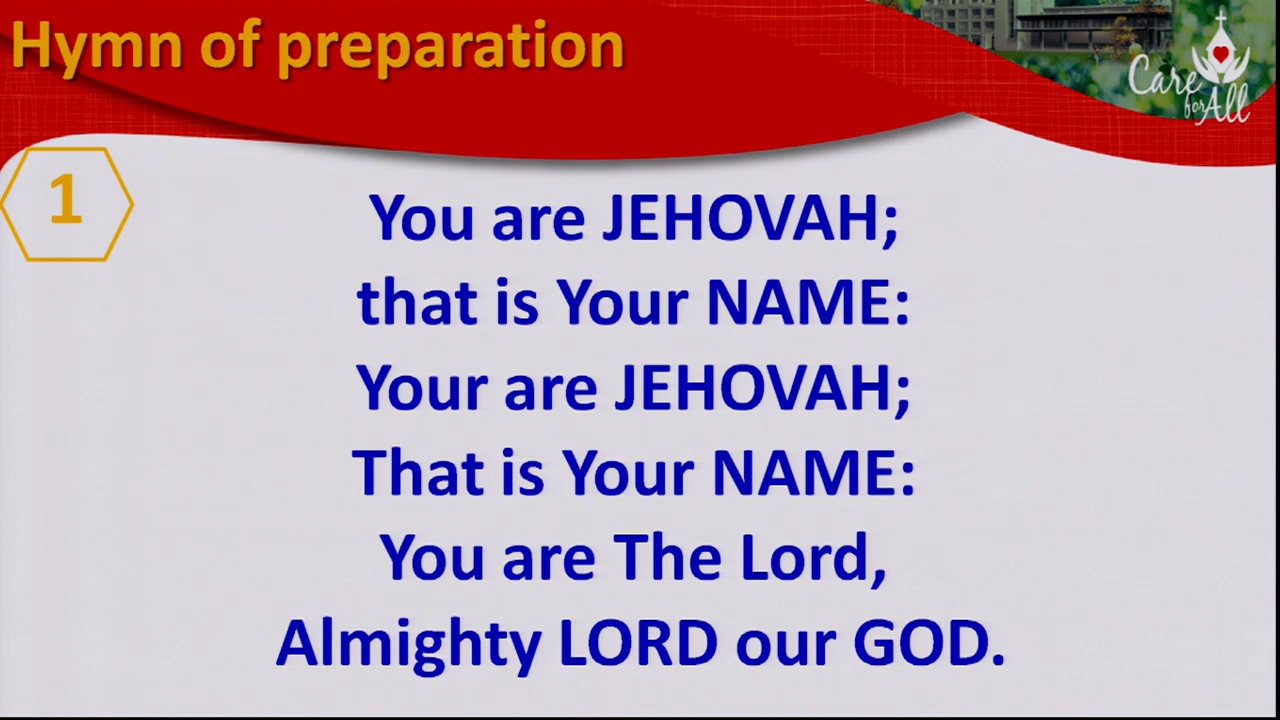 Hymn of preparation
Care
for All
1
You are JEHOVAH;
that is Your NAME:
Your are JEHOVAH;
That is Your NAME:
You are The Lord,
Almighty LORD our GOD.